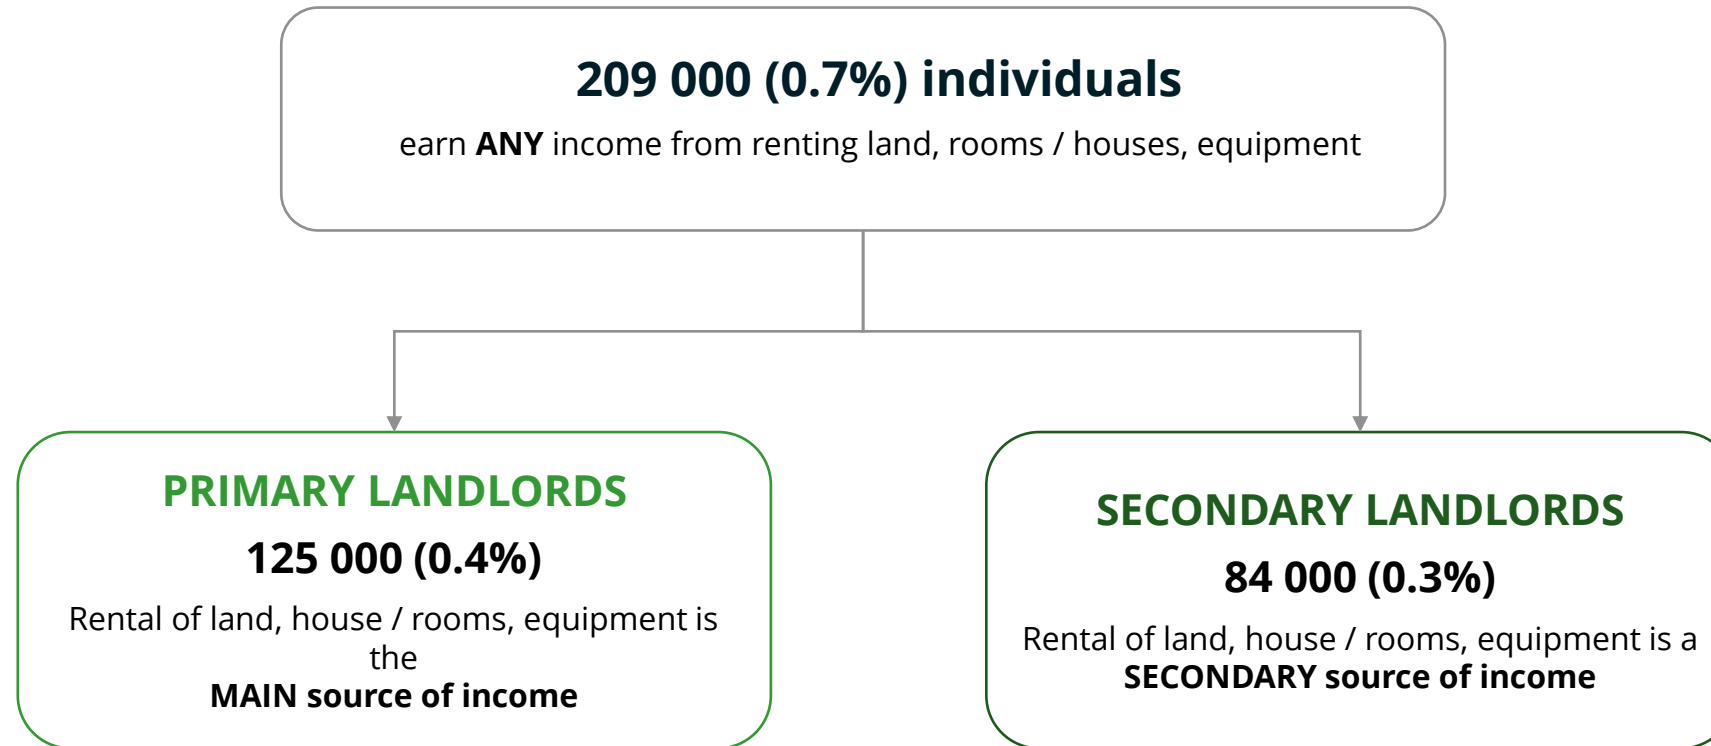 209 000 (0.7%) individuals
earn ANY income from renting land, rooms / houses, equipment
PRIMARY LANDLORDS
125 000 (0.4%)
Rental of land, house / rooms, equipment is
the
MAIN source of income
SECONDARY LANDLORDS
84 000 (0.3%)
Rental of land, house / rooms, equipment is a
SECONDARY source of income